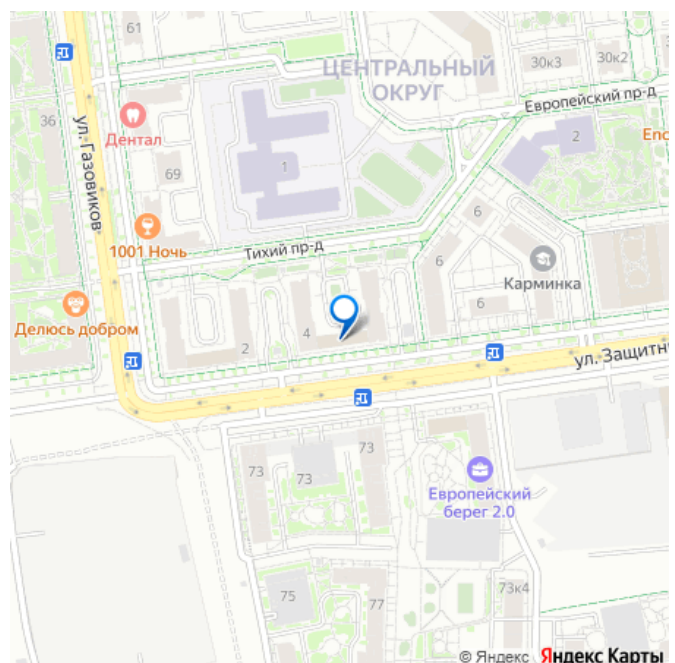 61
30к3
30к2
ЦЕНТРАЛЬНЫЙ
ОКРУГ
Европейский пр-д
36
ул. Газовиков
Дентал
1
2
Enc
69
1001 Ночь
Тихий пр-д
6
6
Карминка
6
Делюсь добром
4
2
ул. Защитн
73
73
73
Европейский
берег 2.0
75
77
73к4
© Яндекс Яндекс Карты